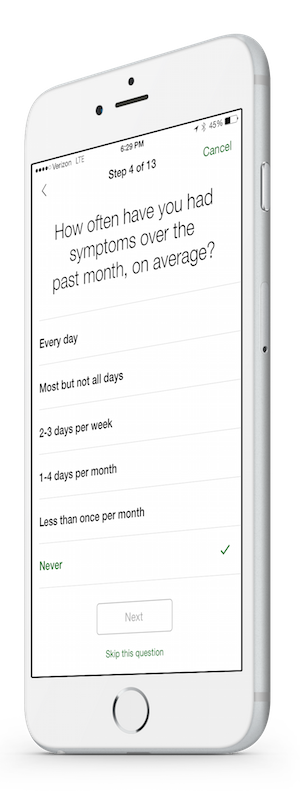 Verizon LTE 6:29 PM 45%
Step 4 of 13 Cancel
How often have you had
symptoms over the
past month, on average?
Every day
Most but not all days
2-3 days per week
1-4 days per month
Less than once per month
Never
Next
Skip this question